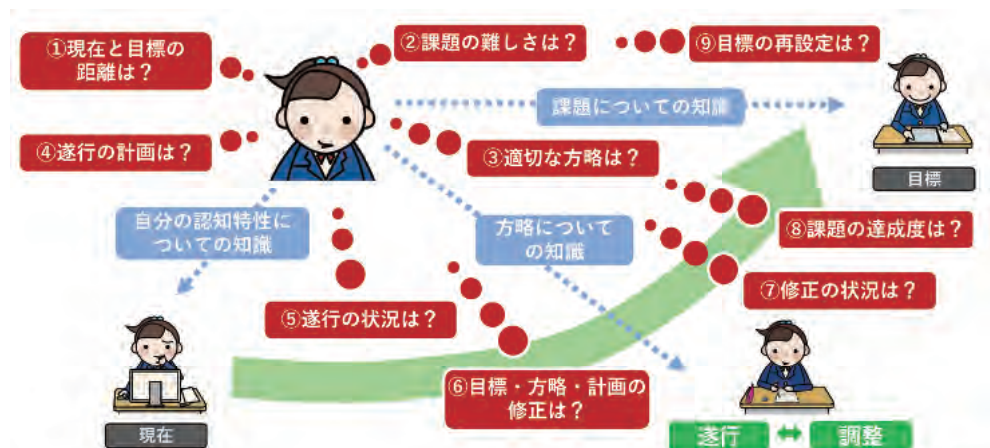 ①現在と目標の
距離は？
②課題の難しさは？
⑨目標の再設定は？
課題についての知識
④遂行の計画は？
③適切な方略は？
目標
自分の認知特性に
ついての知識
方略について
の知識
⑧課題の達成度は？
⑦修正の状況は？
⑤遂行の状況は？
⑥目標・方略・計画の
修正は？
現在
遂行
調整